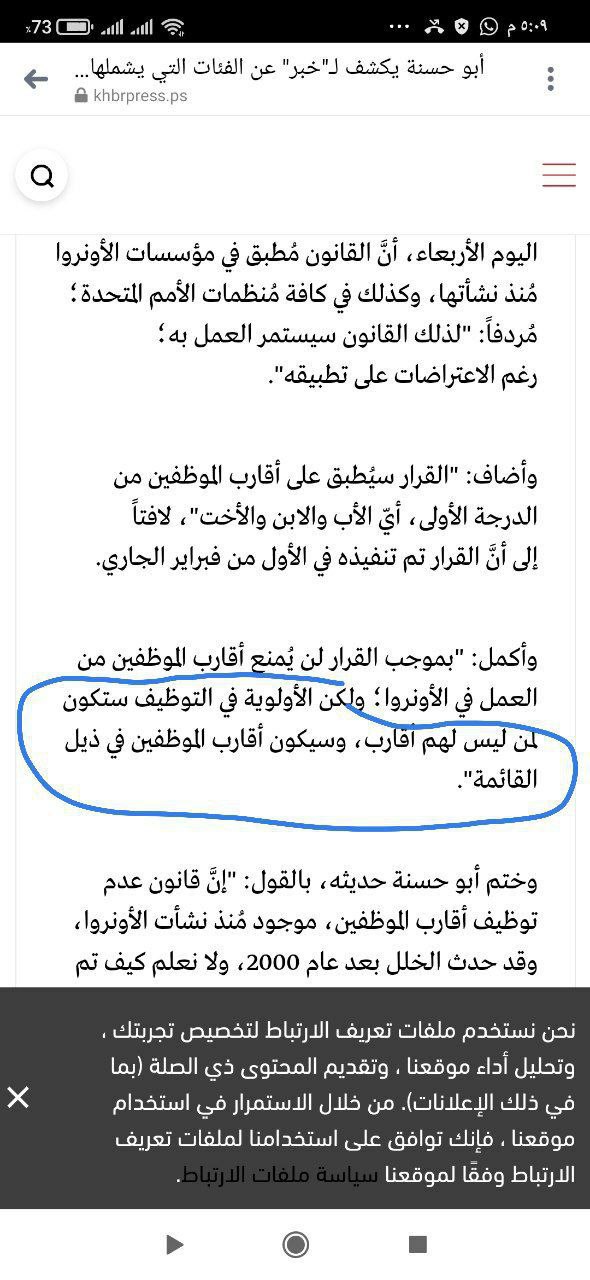 %73
٥:٠٩ م
أبو حسنة يكشف لـ"خبر" عن الفئات التي يشملها...
khbrpress.ps
اليوم الأربعاء، أنَّ القانون مُطبق في مؤسسات الأونروا
مُنذ نشأتها، وكذلك في كافة مُنظمات الأمم المتحدة؛
مُردفاً: "لذلك القانون سيستمر العمل به؛
رغم الاعتراضات على تطبيقه".
وأضاف: "القرار سيُطبق على أقارب الموظفين من
الدرجة الأولى، أيّ الأب والابن والأخت"، لافتاً
إلى أنَّ القرار تم تنفيذه في الأول من فبراير الجاري.
وأكمل: "بموجب القرار لن يُمنع أقارب الموظفين من
العمل في الأونروا؛ ولكن الأولوية في التوظيف ستكون
لمن ليس لهم أقارب، وسيكون أقارب الموظفين في ذيل
القائمة".
وختم أبو حسنة حديثه، بالقول: "إنَّ قانون عدم
توظيف أقارب الموظفين، موجود مُنذ نشأت الأونروا،
وقد حدث الخلل بعد عام 2000، ولا نعلم كيف تم
نحن نستخدم ملفات تعريف الارتباط لتخصيص تجربتك ،
وتحليل أداء موقعنا ، وتقديم المحتوى ذي الصلة (بما
في ذلك الإعلانات). من خلال الاستمرار في استخدام
موقعنا ، فإنك توافق على استخدامنا لملفات تعريف
الارتباط وفقًا لموقعنا سياسة ملفات الارتباط.